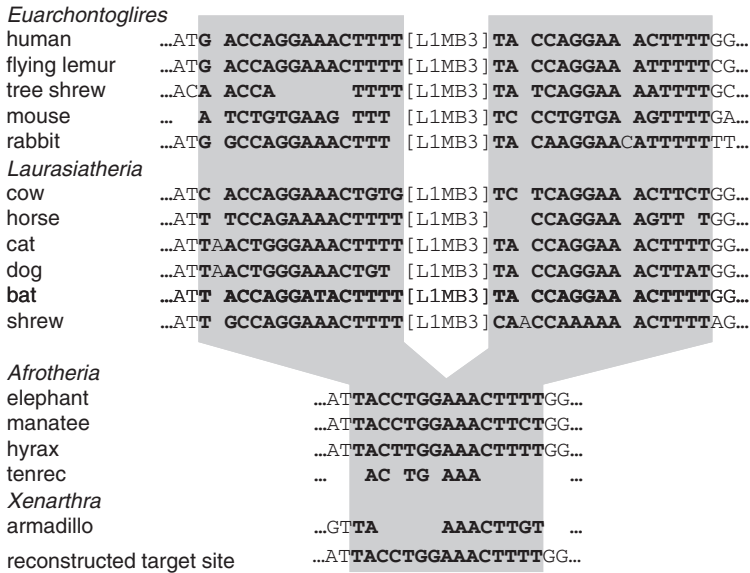 Euarchontoglires
human ...ATG ACCAGGAAACTTTT[L1MB3]TA CCAGGAA ACTTTTGG...
flying lemur ...ATG ACCAGGAAACTTTT[L1MB3]TA CCAGGAA ATTTTTCG...
tree shrew ...ACA ACCA TTTT[L1MB3]TA TCAGGAA AATTTTGC...
mouse ... A TCTGTGAAG TTT [L1MB3]TC CCTGTGA AGTTTTGA...
rabbit ...ATG GCCAGGAAACTTT [L1MB3]TA CAAGGAACATTTTTTT...
Laurasiatheria
cow ...ATC ACCAGGAAACTGTG[L1MB3]TC TCAGGAA ACTTCTGG...
horse ...ATT TCCAGAAAACTTTT[L1MB3] CCAGGAA AGTT TGG...
cat ...ATTAACTGGGAAACTTTT[L1MB3]TA CCAGGAA ACTTTTGG...
dog ...ATTAACTGGGAAACTGT [L1MB3]TA CCAGGAA ACTTATGG...
bat ...ATT ACCAGGATACTTTT[L1MB3]TA CCAGGAA ACTTTTGG...
shrew ...ATT GCCAGGAAACTTTT[L1MB3]CAACCAAAAA ACTTTTAG...
Afrotheria
elephant ...ATTACCTGGAAACTTTTGG...
manatee ...ATTACCTGGAAACTTCTGG...
hyrax ...ATTACTTGGAAACTTTTGG...
tenrec ... AC TG AAA ...
Xenarthra
armadillo ...GTTA AAACTTGT ...
reconstructed target site ...ATTACCTGGAAACTTTTGG...